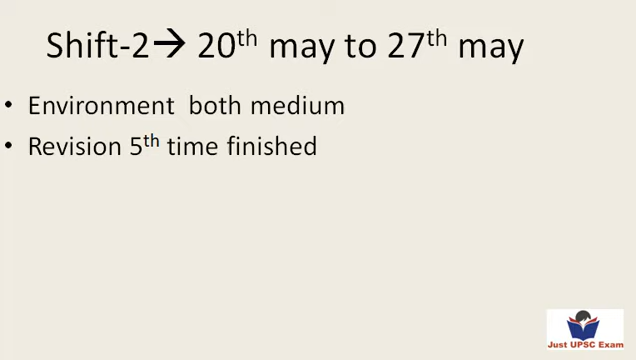 Shift-2→ 20th may to 27th may
• Environment both medium
• Revision 5th time finished
Just UPSC Exam